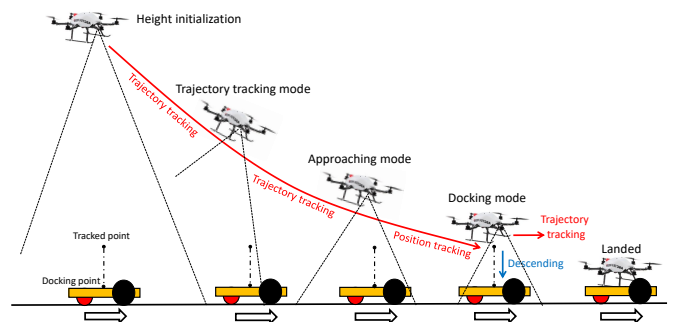 Height initialization
Trajectory tracking mode
Trajectory tracking
Approaching mode
Trajectory tracking
Docking mode
Position tracking
Trajectory
tracking
Tracked point
Descending
Landed
Docking point